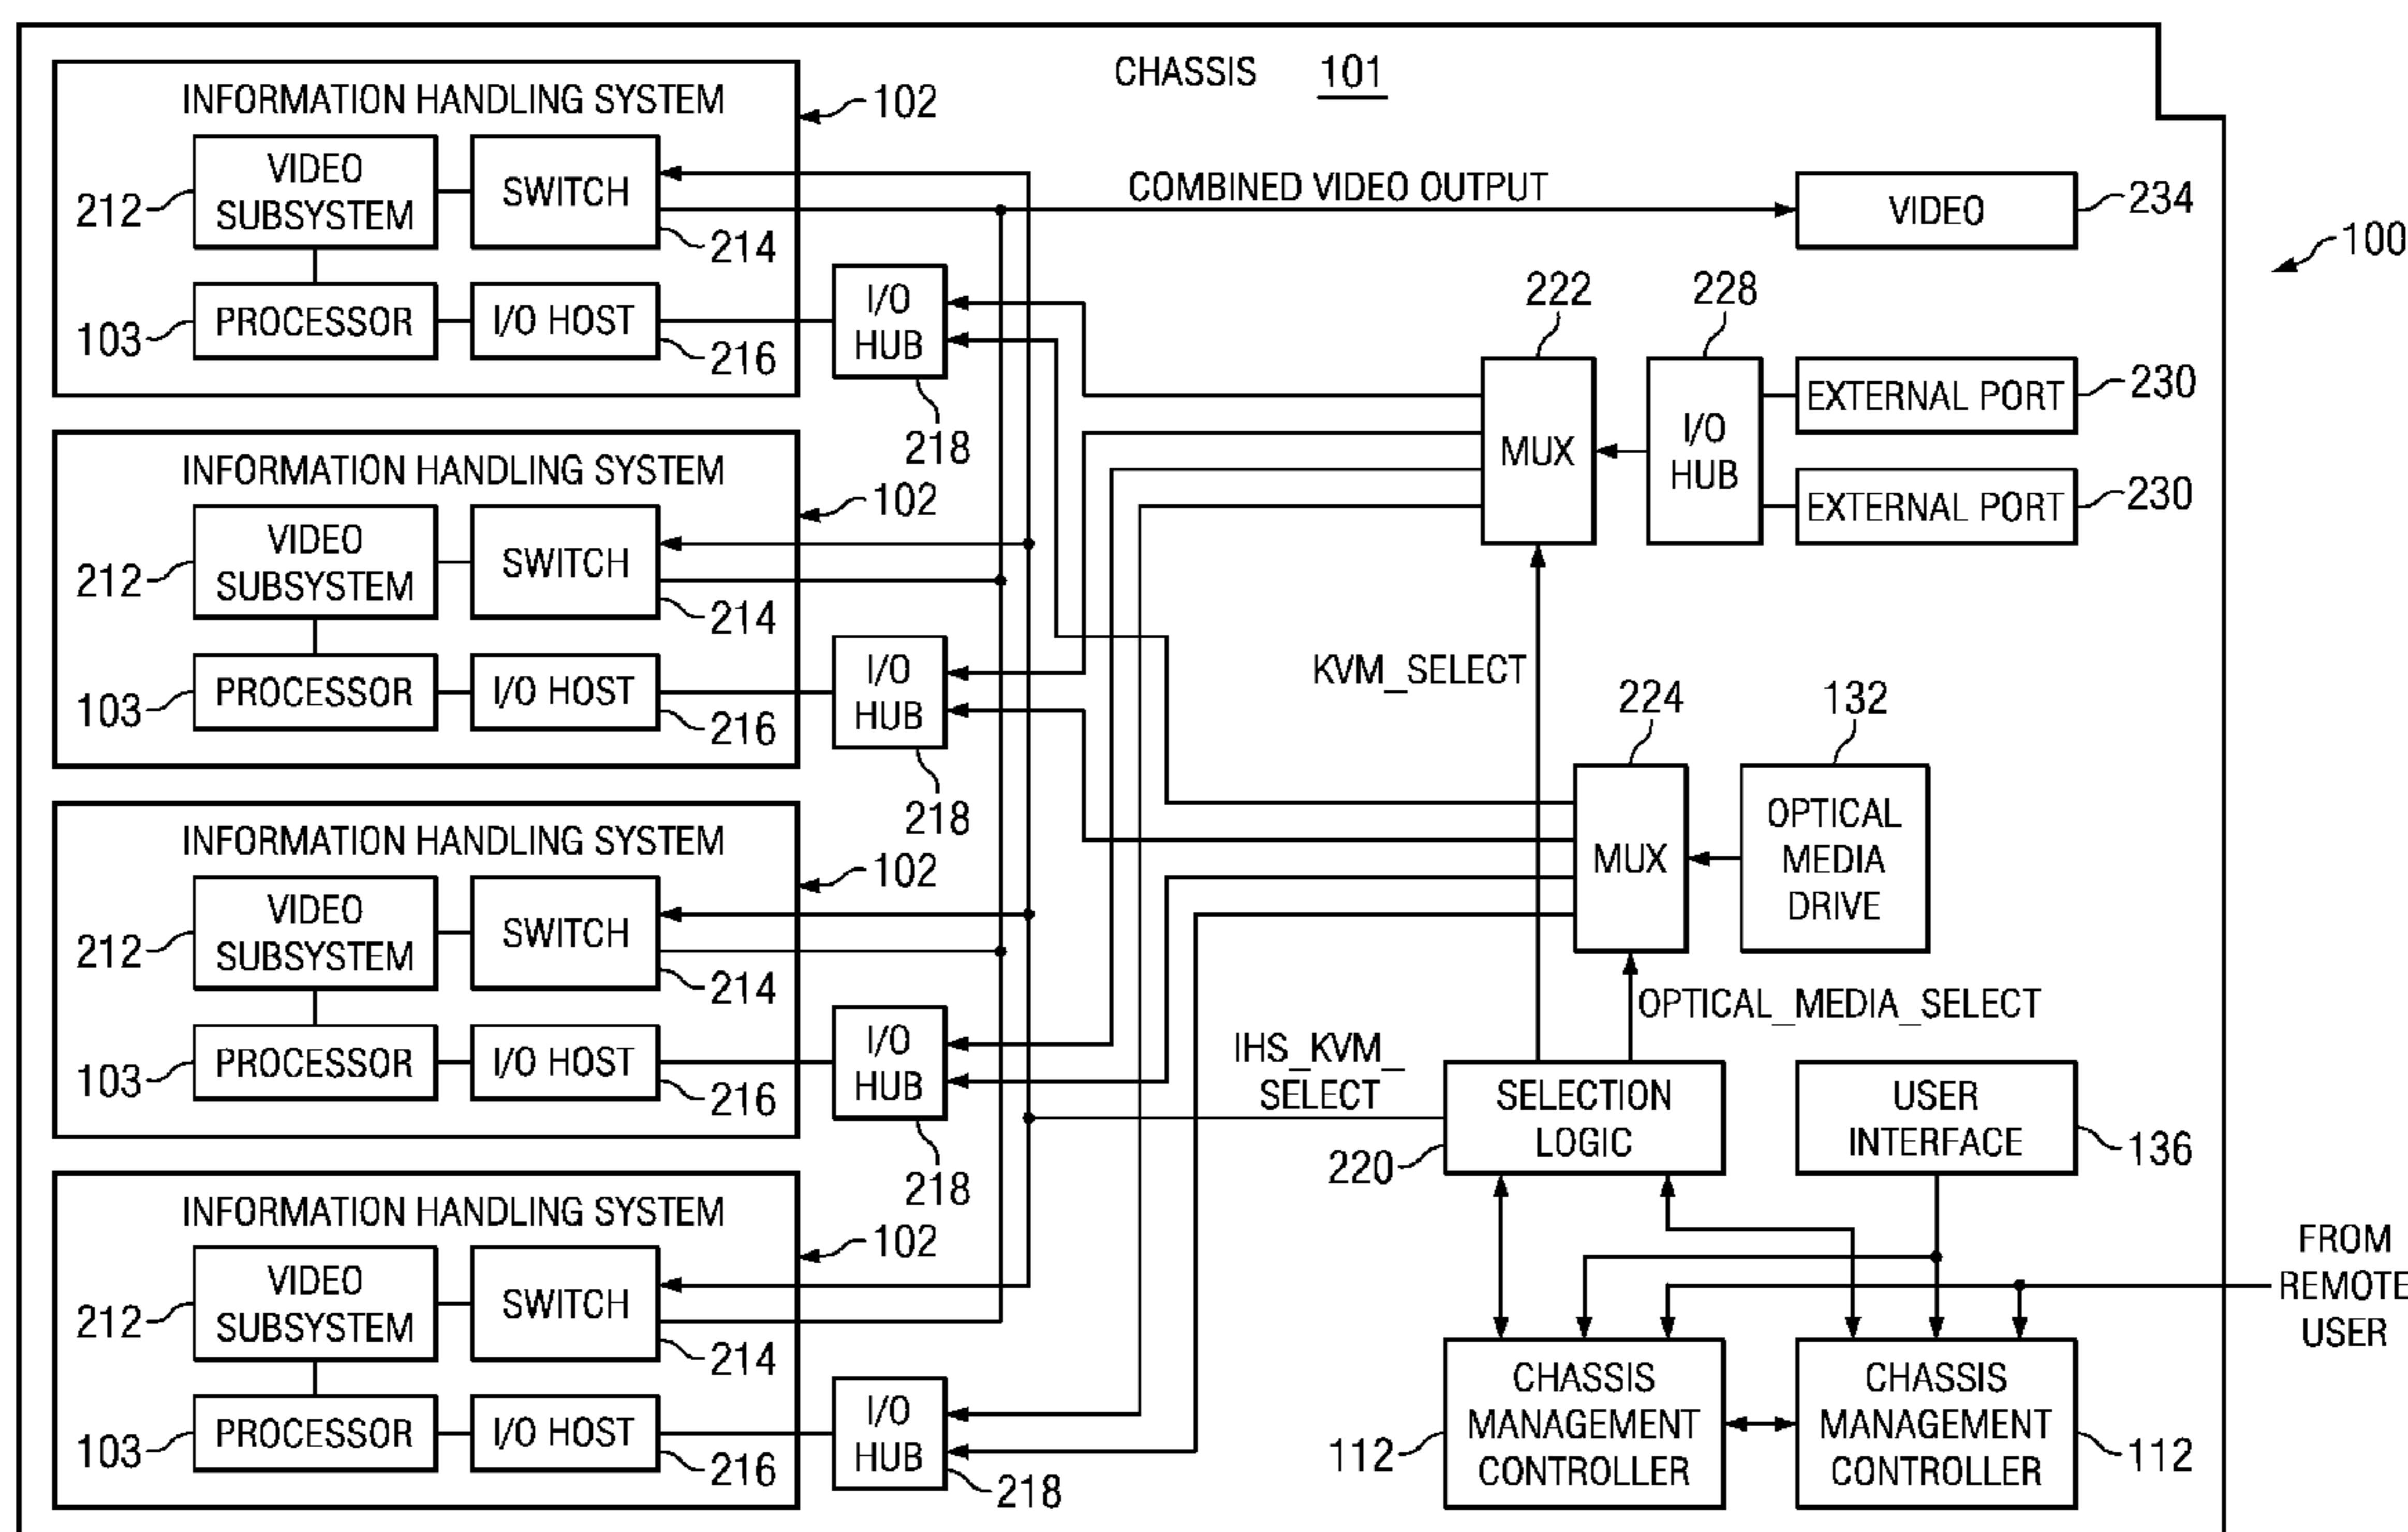 CHASSIS 101
INFORMATION HANDLING SYSTEM
102
VIDEO
SUBSYSTEM
212
SWITCH
214
PROCESSOR
103
I/O HOST
216
I/O
HUB
218
INFORMATION HANDLING SYSTEM
102
VIDEO
SUBSYSTEM
212
SWITCH
214
PROCESSOR
103
I/O HOST
216
I/O
HUB
218
INFORMATION HANDLING SYSTEM
102
VIDEO
SUBSYSTEM
212
SWITCH
214
PROCESSOR
103
I/O HOST
216
I/O
HUB
218
INFORMATION HANDLING SYSTEM
102
VIDEO
SUBSYSTEM
212
SWITCH
214
PROCESSOR
103
I/O HOST
216
I/O
HUB
218
COMBINED VIDEO OUTPUT
VIDEO
234
100
222
MUX
228
I/O
HUB
EXTERNAL PORT
230
EXTERNAL PORT
230
KVM_SELECT
224
MUX
132
OPTICAL
MEDIA
DRIVE
OPTICAL_MEDIA_SELECT
IHS_KVM_
SELECT
SELECTION
LOGIC
220
USER
INTERFACE
136
FROM
REMOTE
USER
CHASSIS
MANAGEMENT
CONTROLLER
112
CHASSIS
MANAGEMENT
CONTROLLER
112